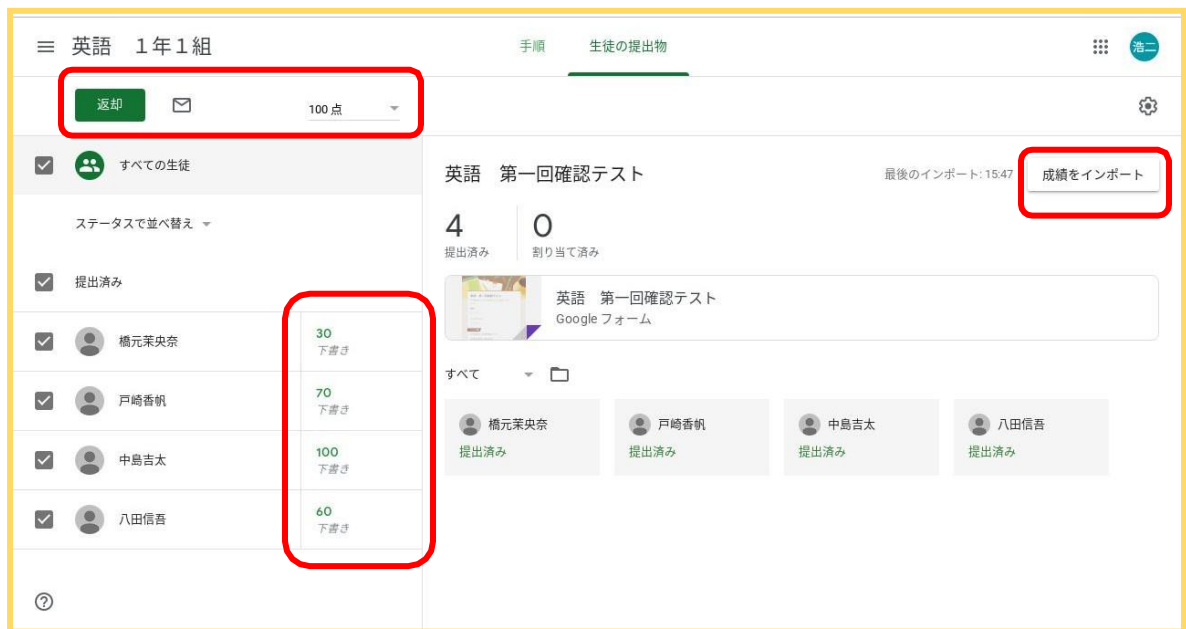 英語　１年１組
手順
生徒の提出物
浩二
返却
100 点
すべての生徒
ステータスで並べ替え
提出済み
橋元茉央奈
30
下書き
戸崎香帆
70
下書き
中島吉太
100
下書き
八田信吾
60
下書き
英語　第一回確認テスト
最後のインポート: 15:47
成績をインポート
4
提出済み
0
割り当て済み
英語　第一回確認テスト
Google フォーム
すべて
橋元茉央奈
提出済み
戸崎香帆
提出済み
中島吉太
提出済み
八田信吾
提出済み